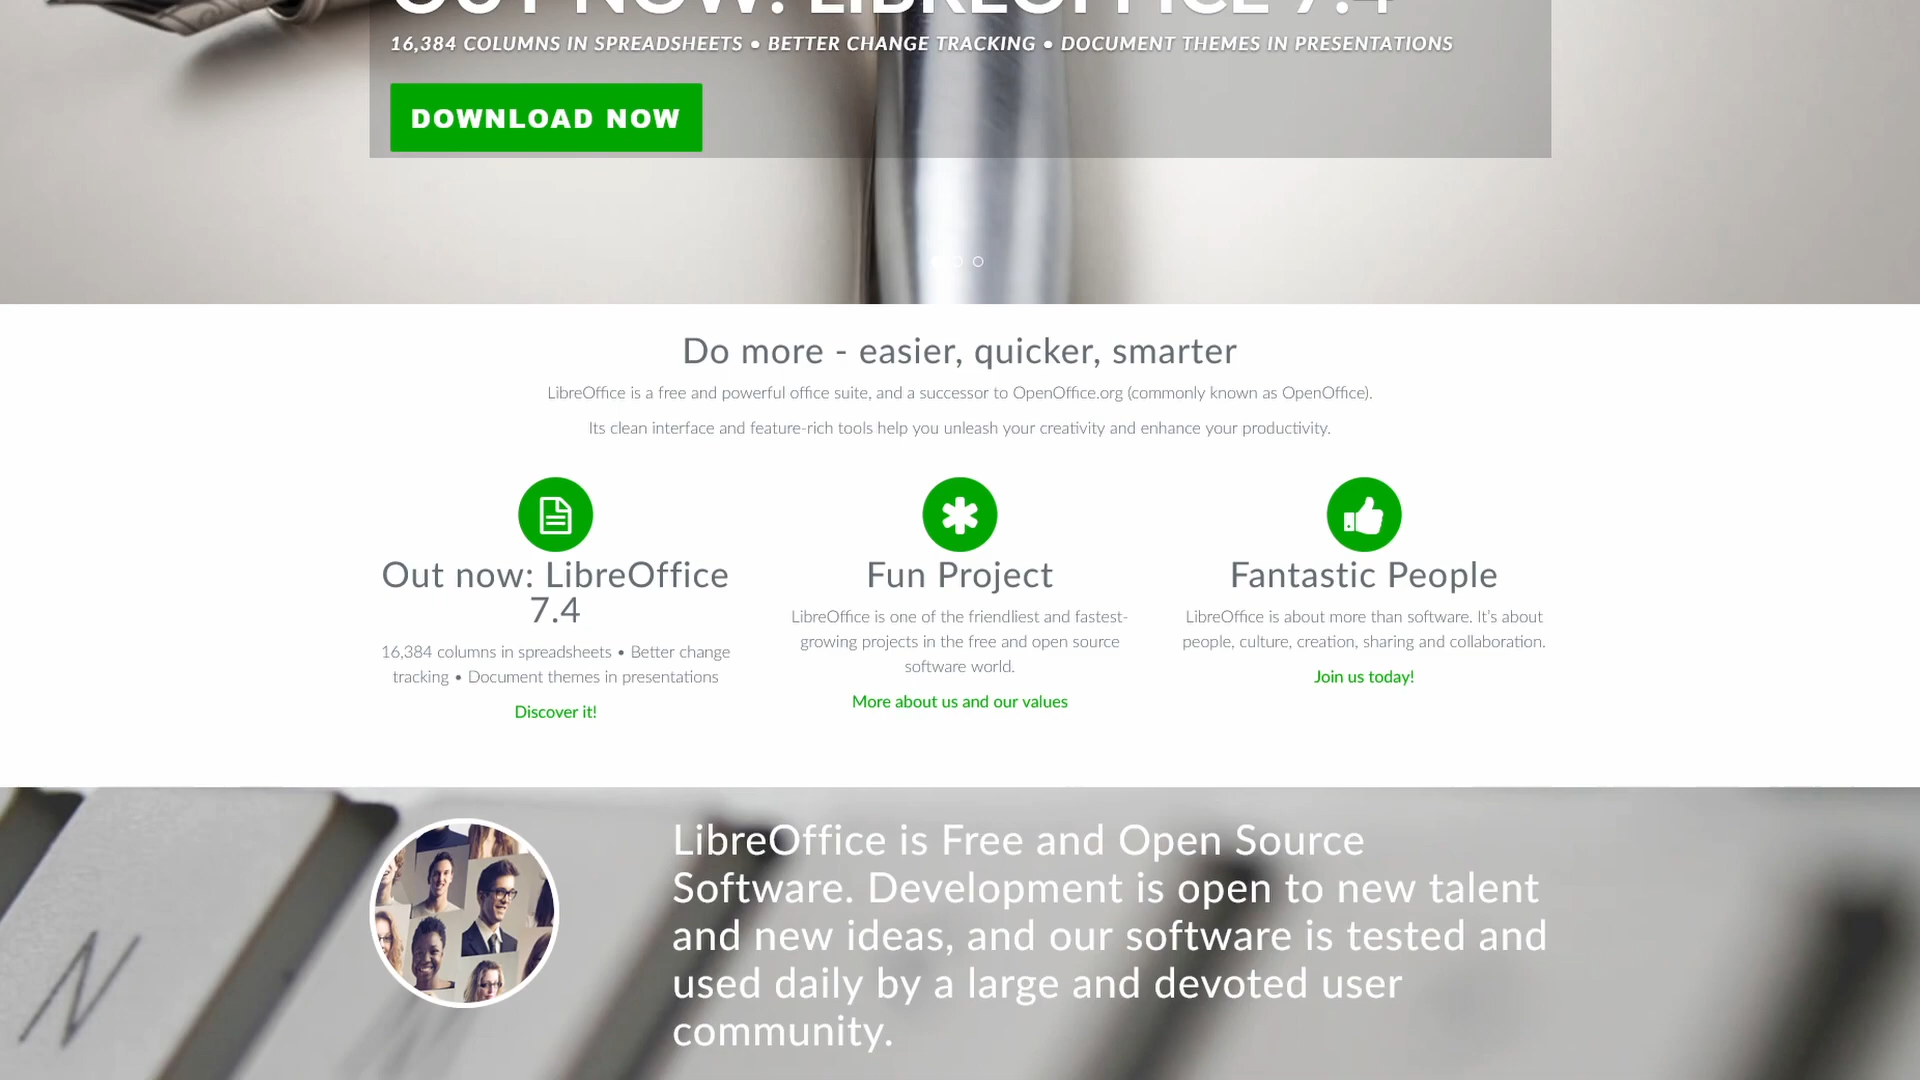 OUT NOW: LIBREOFFICE 7.4
16,384 COLUMNS IN SPREADSHEETS • BETTER CHANGE TRACKING • DOCUMENT THEMES IN PRESENTATIONS
DOWNLOAD NOW
Do more - easier, quicker, smarter
LibreOffice is a free and powerful office suite, and a successor to OpenOffice.org (commonly known as OpenOffice).
Its clean interface and feature-rich tools help you unleash your creativity and enhance your productivity.
Out now: LibreOffice
7.4
16,384 columns in spreadsheets • Better change
tracking • Document themes in presentations
Discover it!
Fun Project
LibreOffice is one of the friendliest and fastest-
growing projects in the free and open source
software world.
More about us and our values
Fantastic People
LibreOffice is about more than software. It’s about
people, culture, creation, sharing and collaboration.
Join us today!
LibreOffice is Free and Open Source
Software. Development is open to new talent
and new ideas, and our software is tested and
used daily by a large and devoted user
community.
N